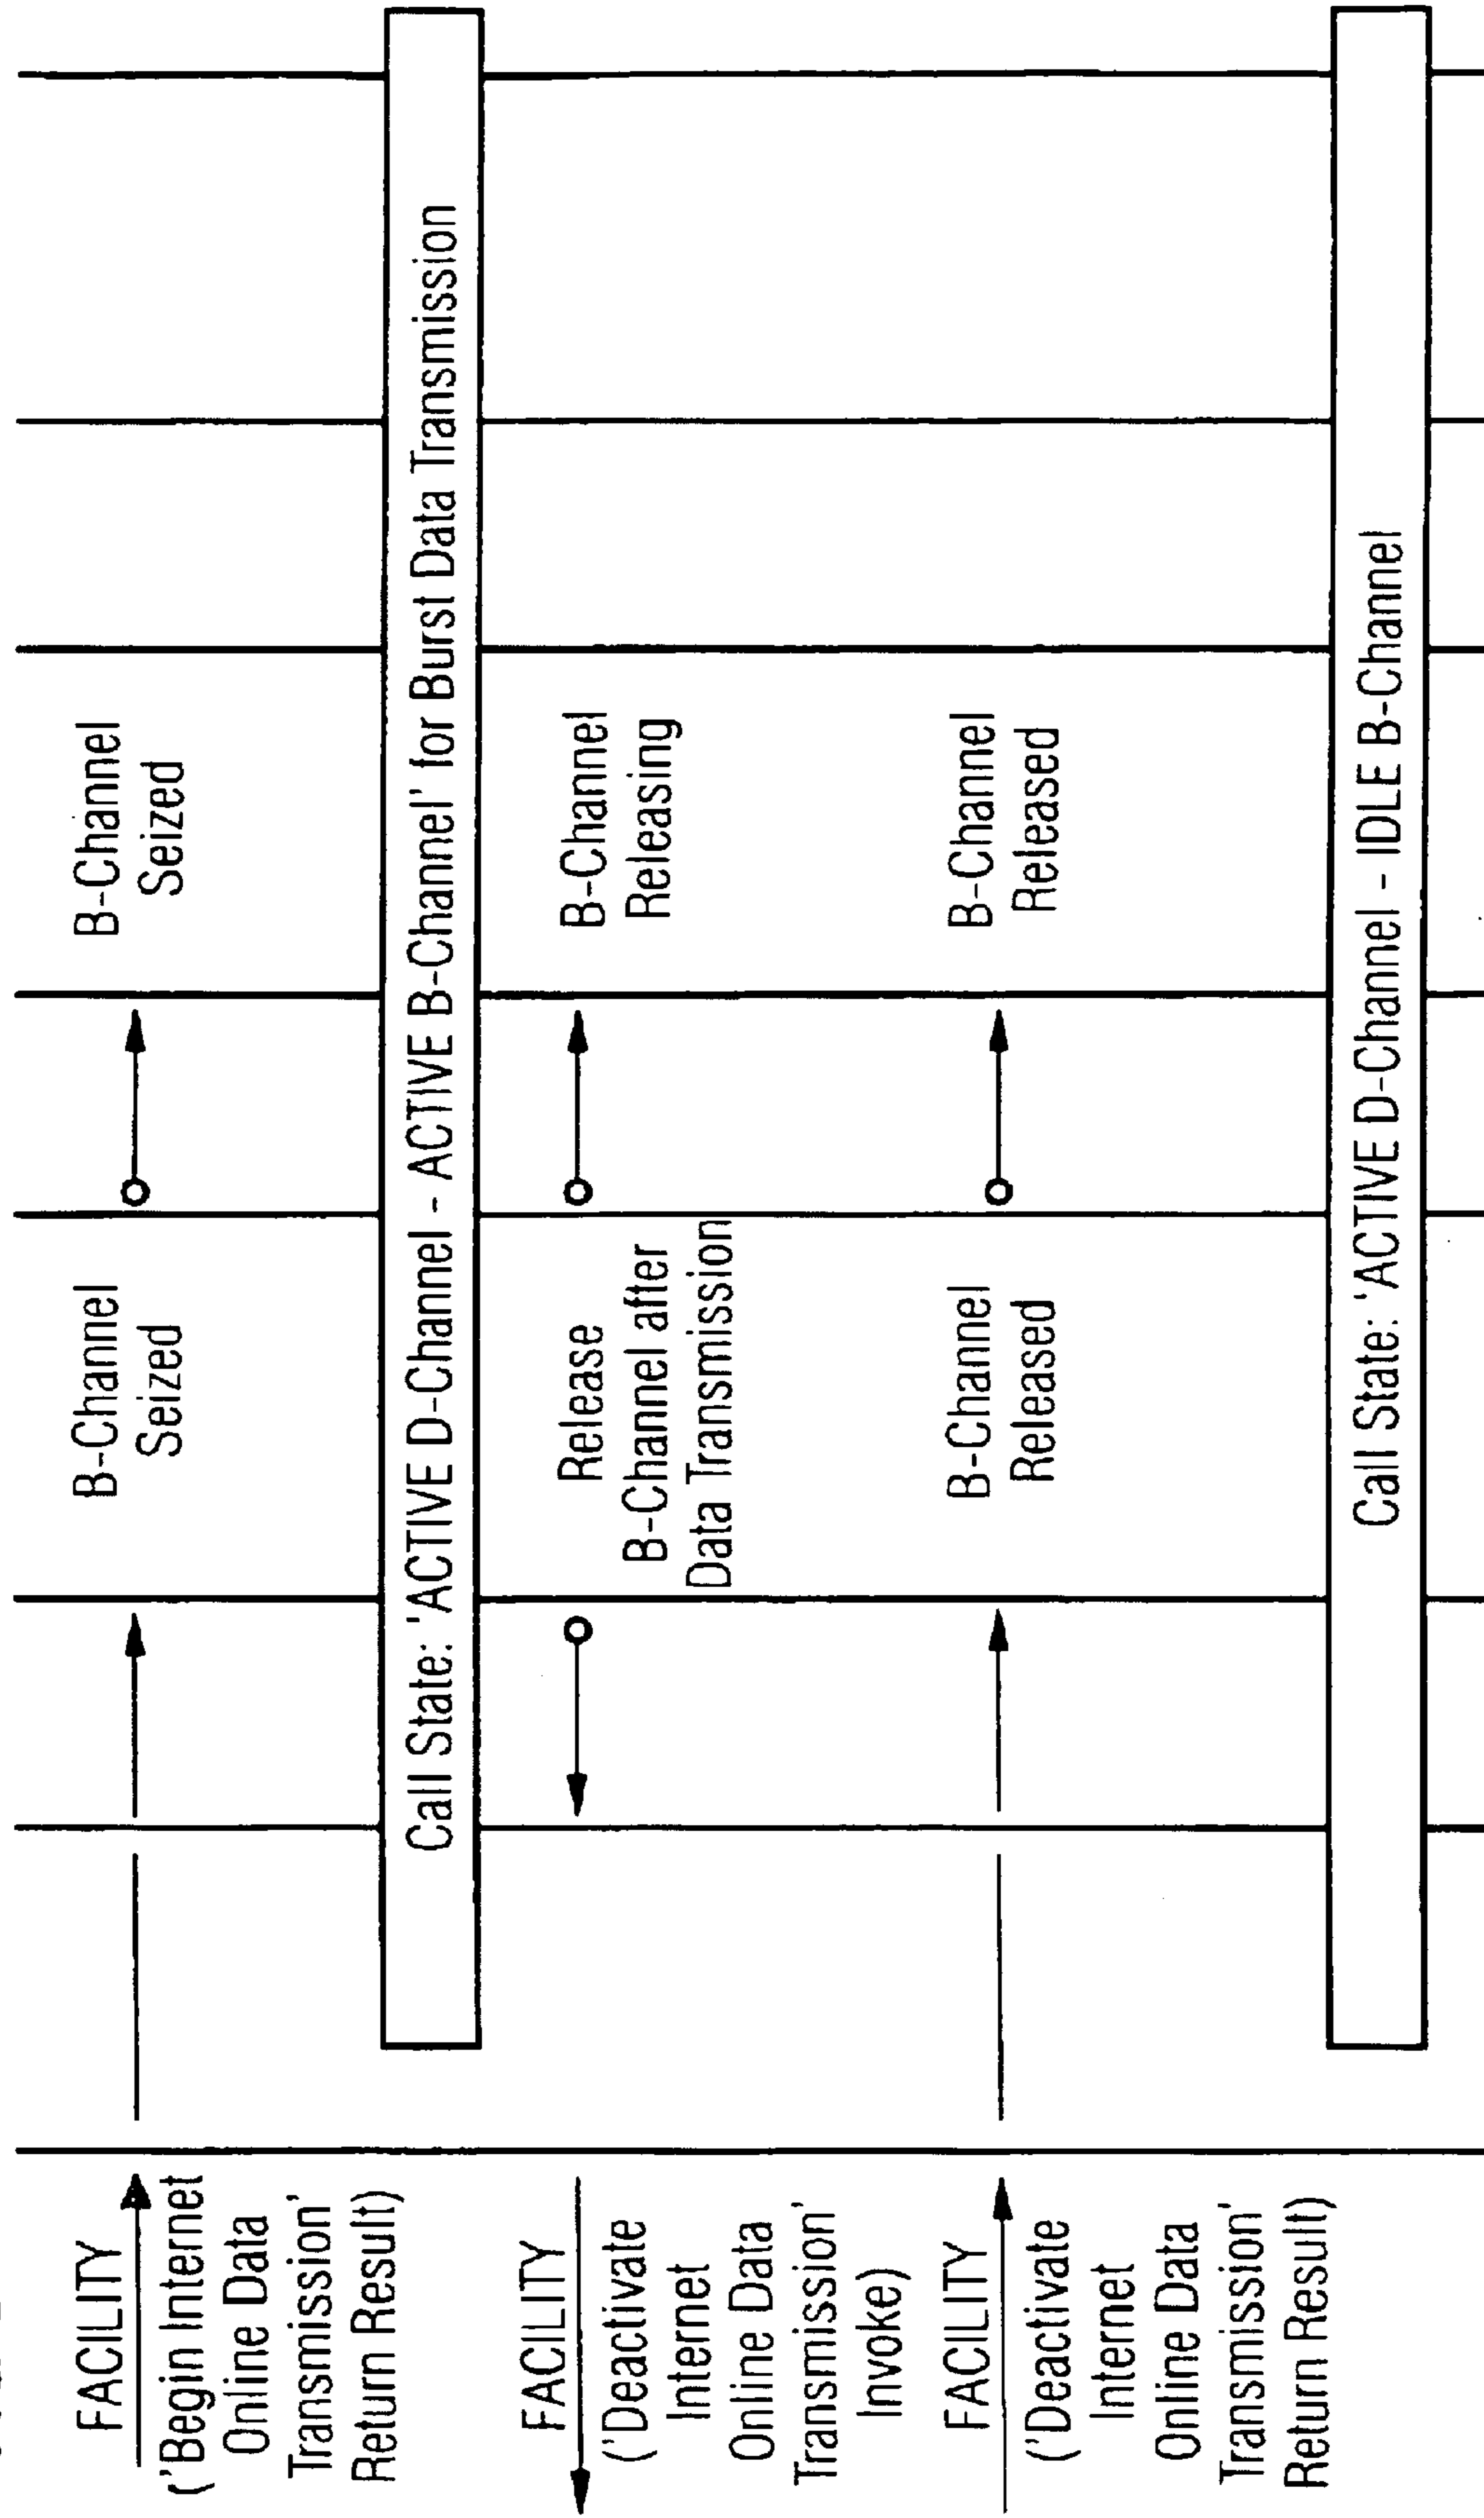 FACILITY
('Begin Internet
Online Data
Transmission'
Return Result)
B-Channel
Seized
B-Channel
Seized
Call State: 'ACTIVE D-Channel - ACTIVE B-Channel' for Burst Data Transmission
FACILITY
('Deactivate
Internet
Online Data
Transmission'
Invoke)
Release
B-Channel after
Data Transmission
B-Channel
Releasing
FACILITY
('Deactivate
Internet
Online Data
Transmission'
Return Result)
B-Channel
Released
B-Channel
Released
Call State: 'ACTIVE D-Channel - IDLE B-Channel